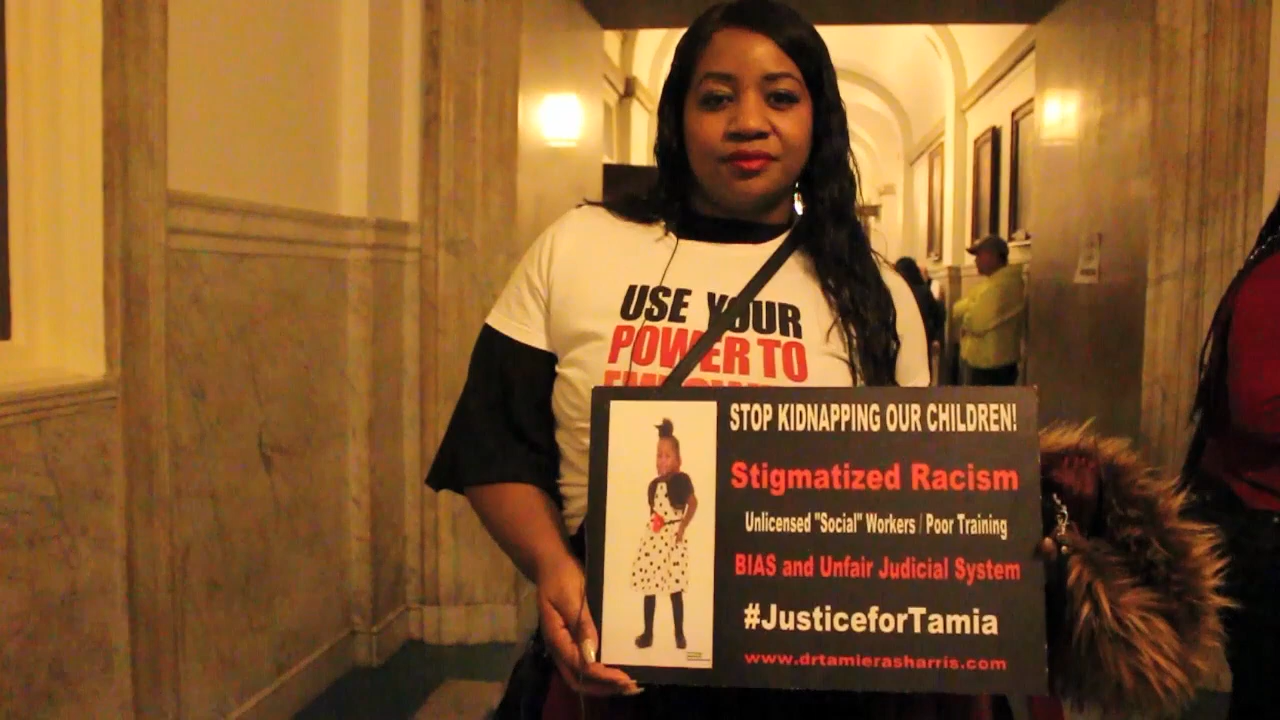 USE YOUR
POWER TO
STOP KIDNAPPING OUR CHILDREN!
Stigmatized Racism
Unlicensed "Social" Workers / Poor Training
BIAS and Unfair Judicial System
#JusticeforTamia
www.drtamierasharris.com